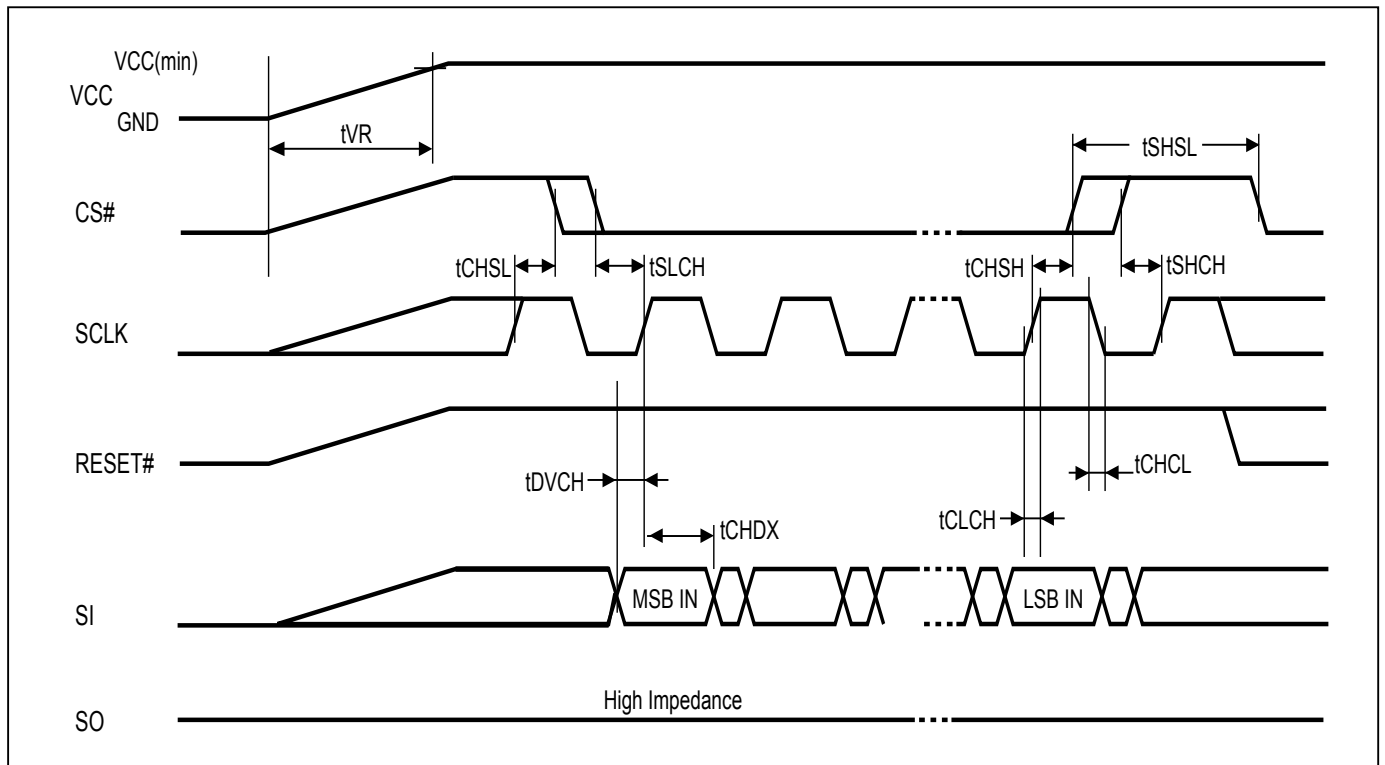 VCC(min)
VCC
GND
tVR
tSHSL
CS#
tCHSL
tSLCH
tCHSH
tSHCH
SCLK
RESET#
tDVCH
tCHCL
tCLCH
tCHDX
SI
MSB IN
LSB IN
High Impedance
SO